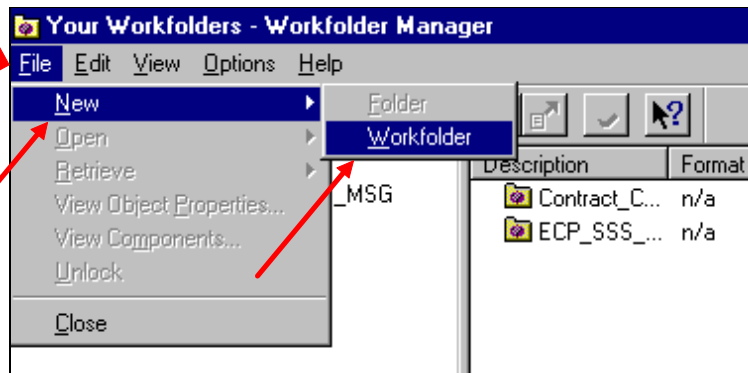 Your Workfolders - Workfolder Manager
File Edit View Options Help
New
Open
Retrieve
View Object Properties...
View Components...
Unlock
Close
Folder
Workfolder
_MSG
Description Format
Contract_C... n/a
ECP_SSS_... n/a